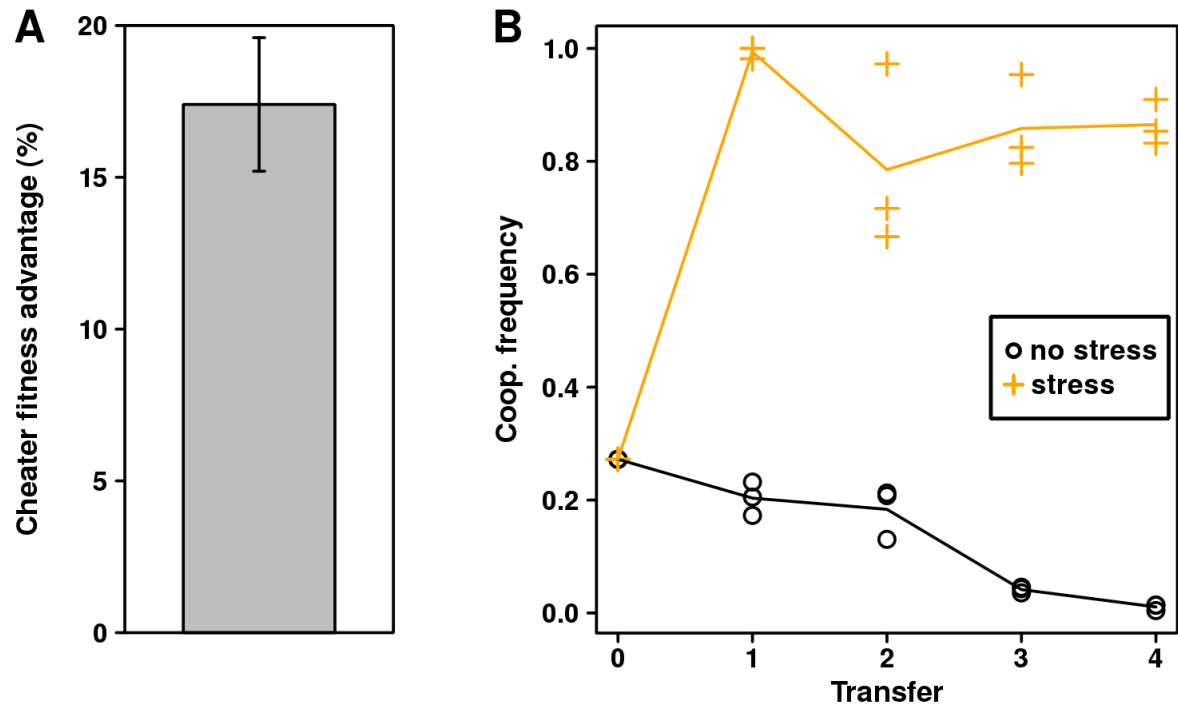 A
Cheater fitness advantage (%)
20
15
10
5
0
B
Coop. frequency
1.0
0.8
0.6
0.4
0.2
0.0
no stress
stress
0 1 2 3 4
Transfer